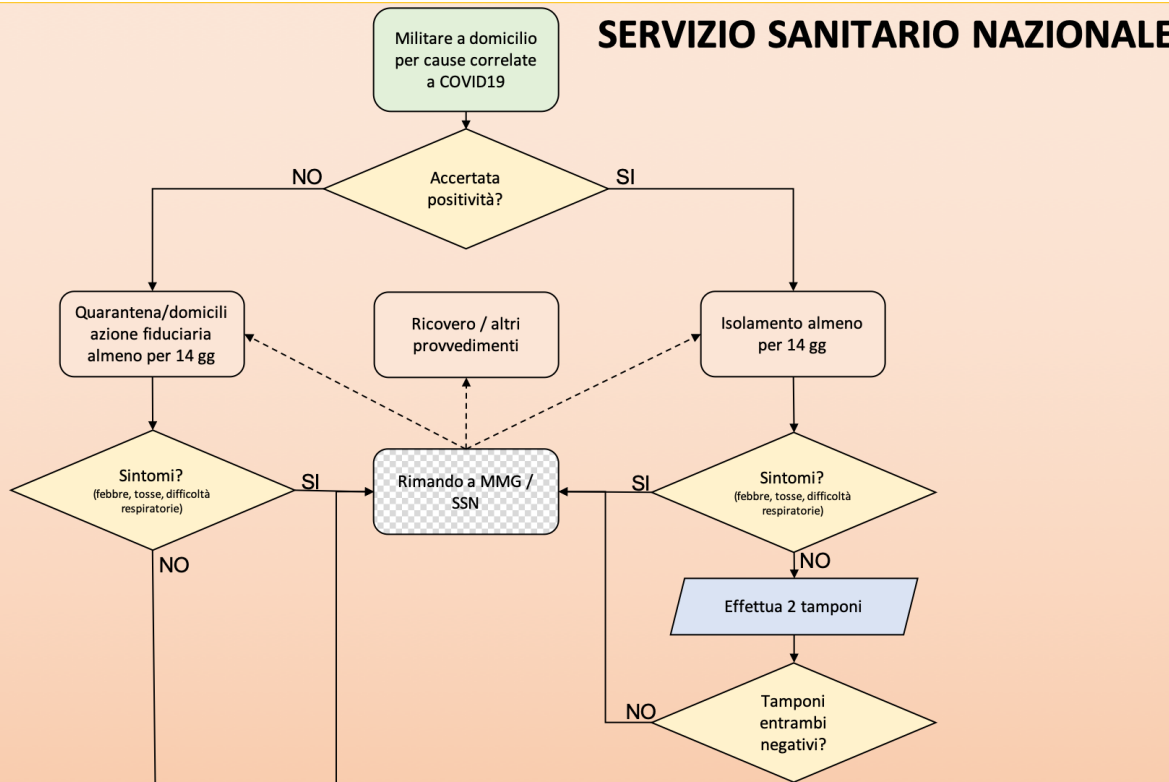 SERVIZIO SANITARIO NAZIONALE
Militare a domicilio
per cause correlate
a COVID19
Accertata
positività?
NO
SI
Quarantena/domicili
azione fiduciaria
almeno per 14 gg
Ricovero / altri
provvedimenti
Isolamento almeno
per 14 gg
Sintomi?
(febbre, tosse, difficoltà
respiratorie)
SI
NO
Rimando a MMG /
SSN
SI
Sintomi?
(febbre, tosse, difficoltà
respiratorie)
NO
Effettua 2 tamponi
Tamponi
entrambi
negativi?
NO